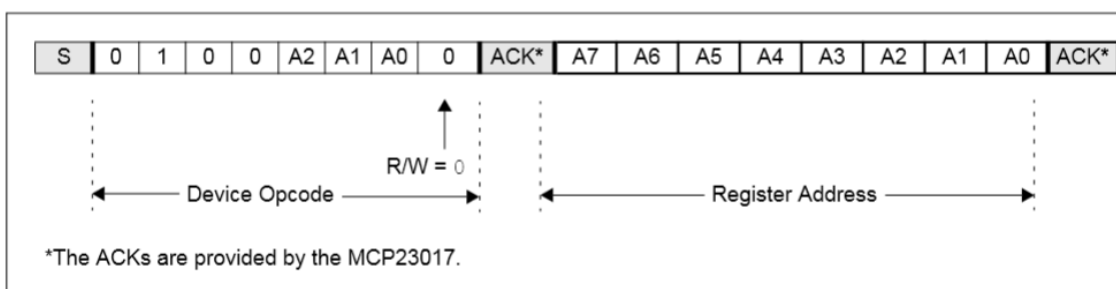 S 0 1 0 0 A2 A1 A0 0 ACK* A7 A6 A5 A4 A3 A2 A1 A0 ACK*
R/W = 0
Device Opcode
Register Address
*The ACKs are provided by the MCP23017.